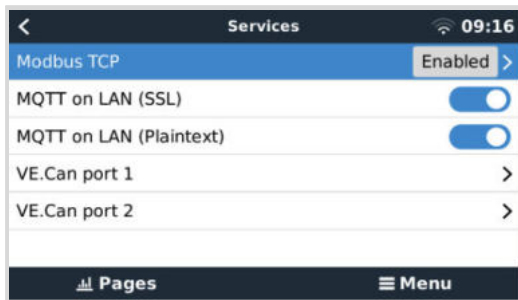 Services 09:16
Modbus TCP Enabled
MQTT on LAN (SSL)
MQTT on LAN (Plaintext)
VE.Can port 1
VE.Can port 2
Pages Menu